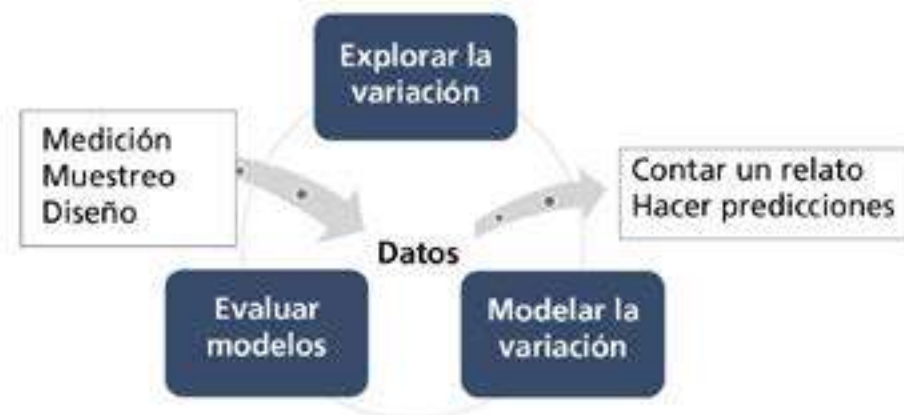 Explorar la
variación
Medición
Muestreo
Diseño
Contar un relato
Hacer predicciones
Datos
Evaluar
modelos
Modelar la
variación